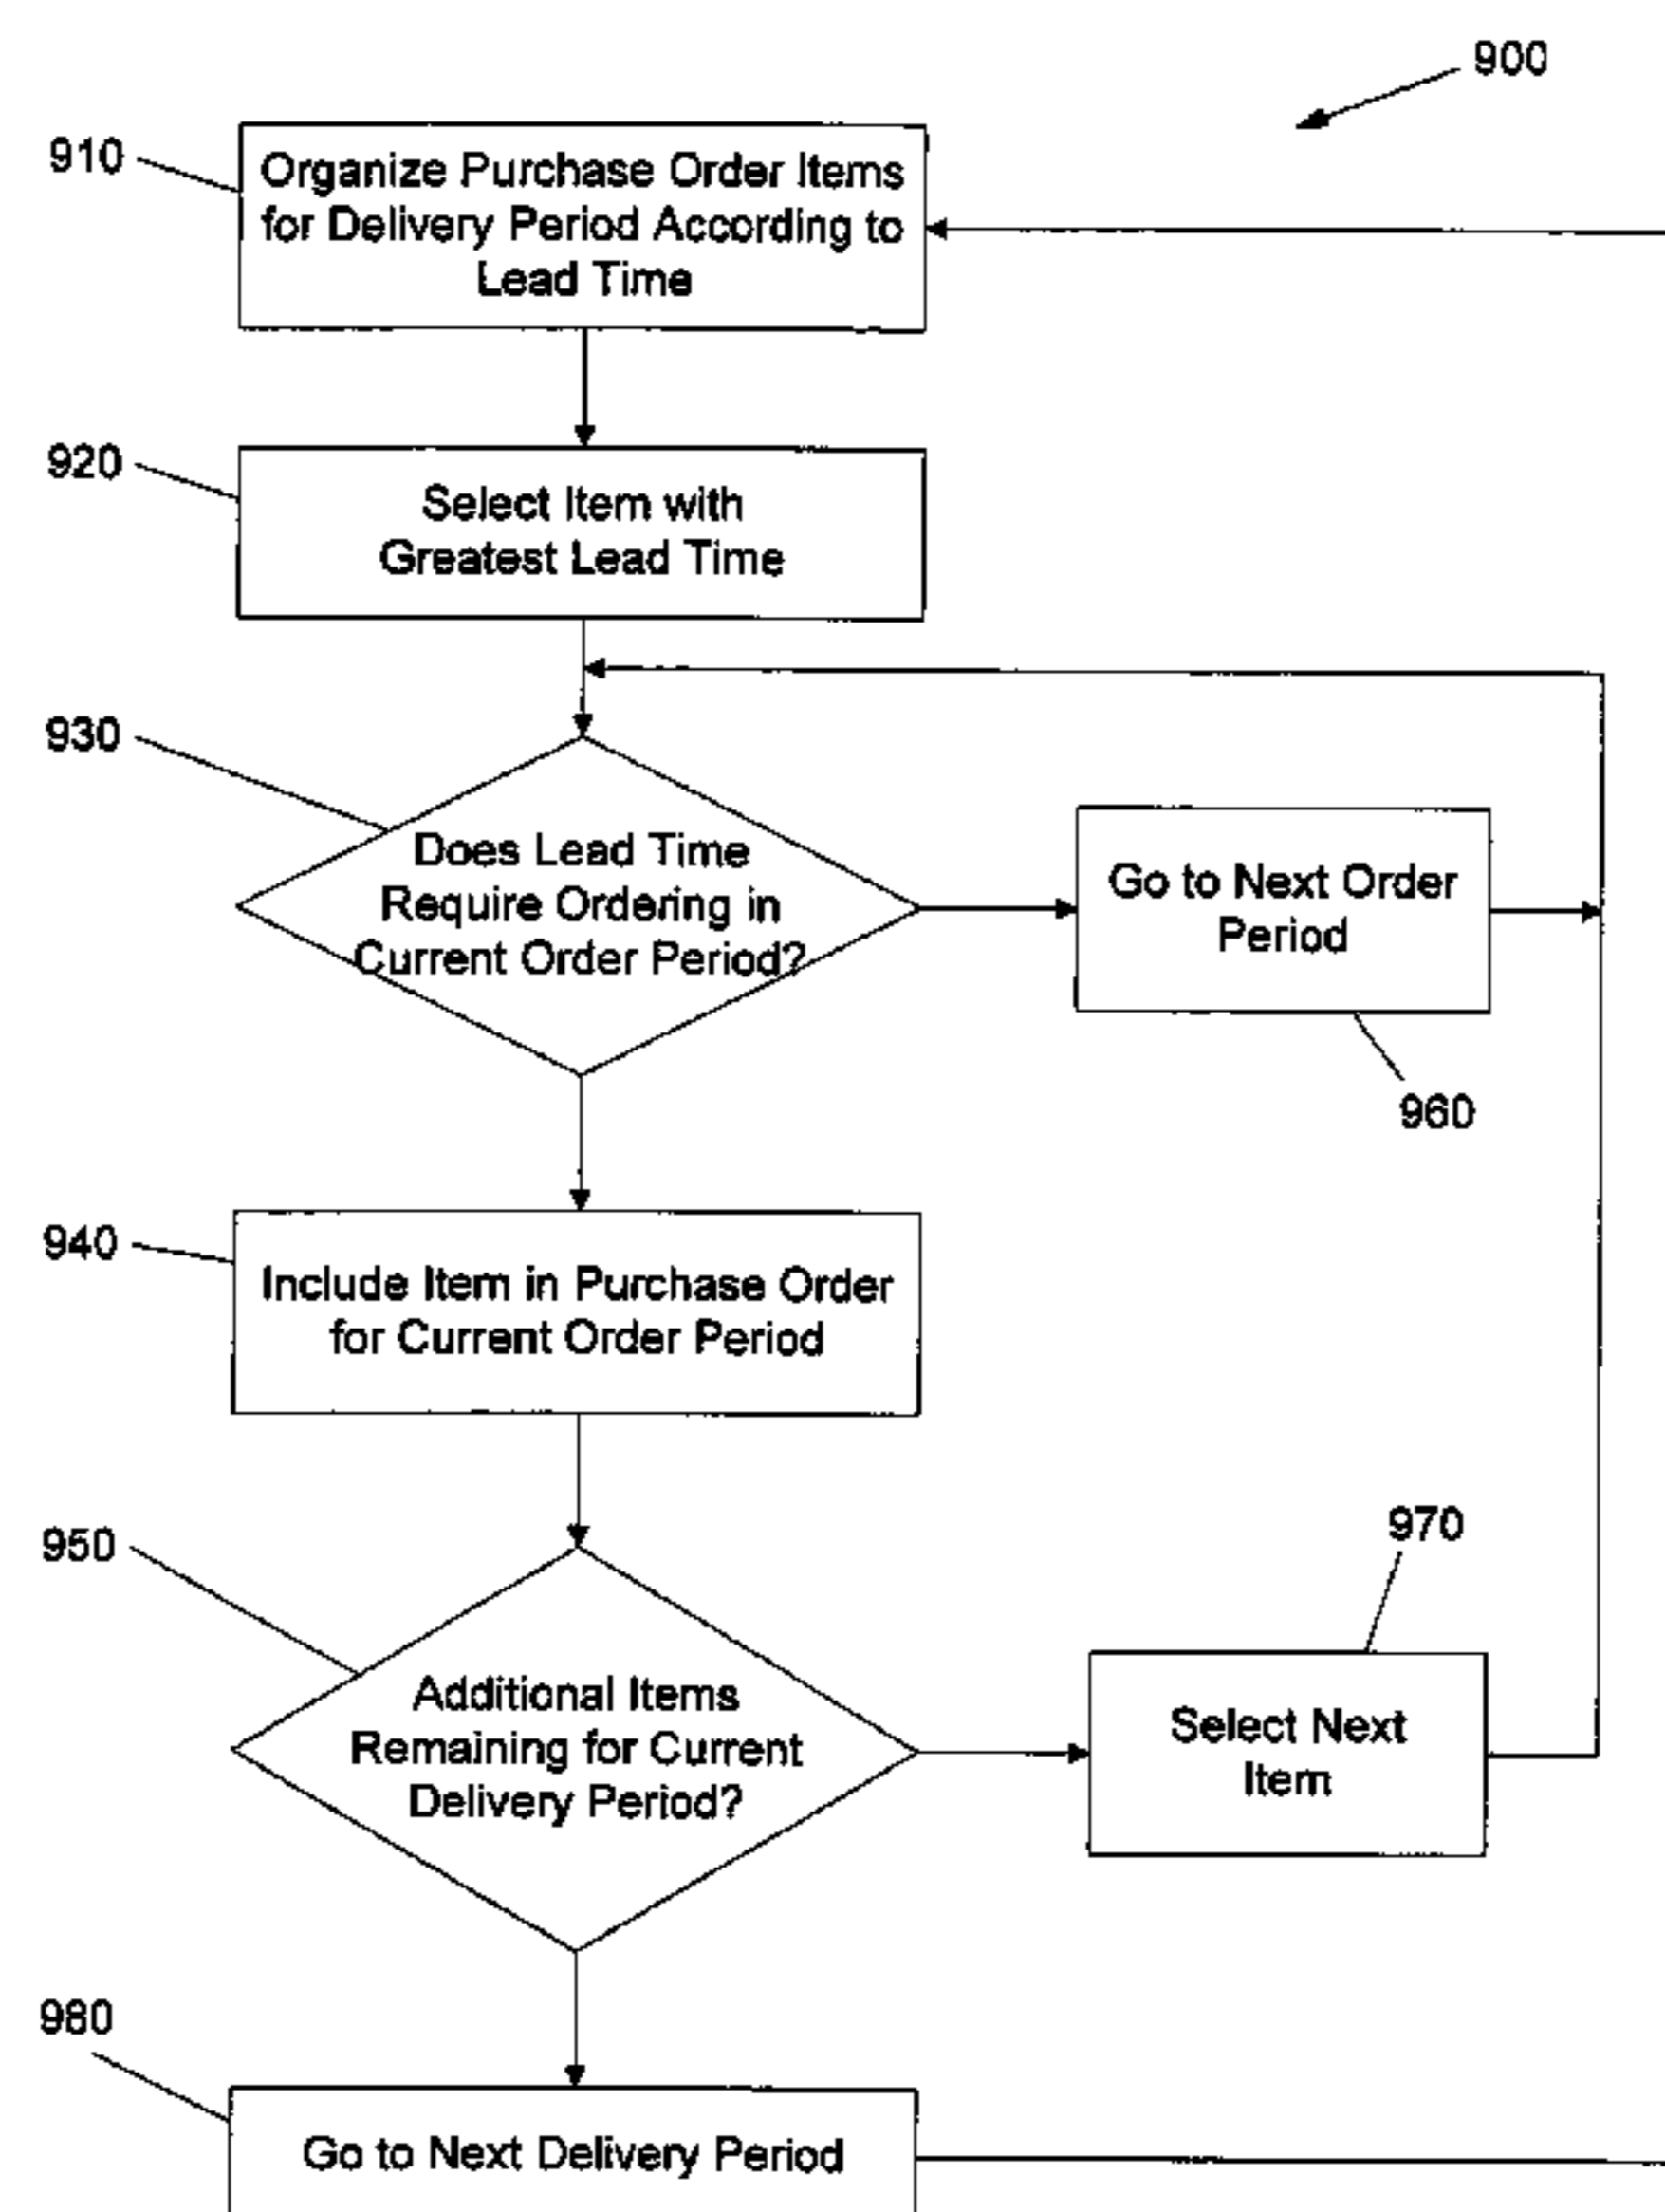 900
910
Organize Purchase Order Items
for Delivery Period According to
Lead Time
920
Select Item with
Greatest Lead Time
930
Does Lead Time
Require Ordering in
Current Order Period?
Go to Next Order
Period
960
940
Include Item in Purchase Order
for Current Order Period
950
970
Additional Items
Remaining for Current
Delivery Period?
Select Next
Item
980
Go to Next Delivery Period